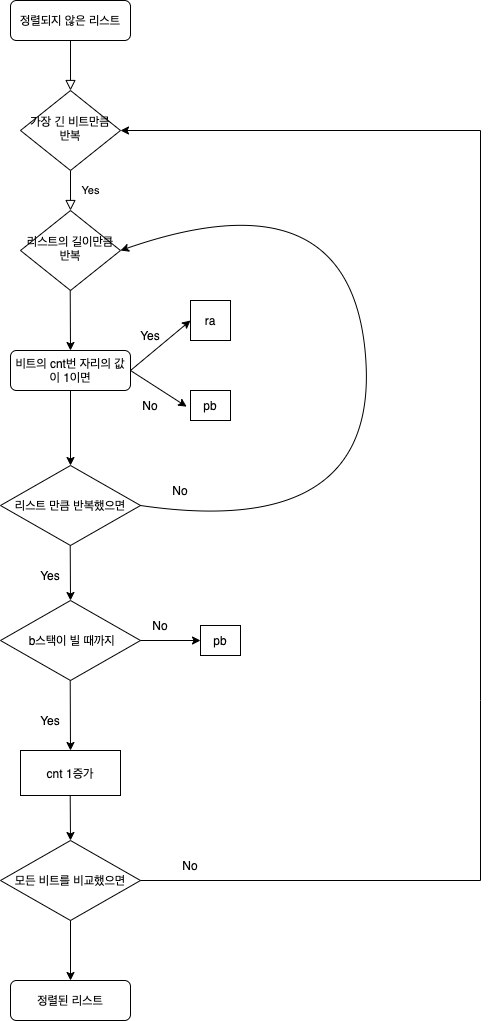 정렬되지 않은 리스트
가장 긴 비트만큼
반복
Yes
리스트의 길이만큼
반복
ra
Yes
비트의 cnt번 자리의 값
이 1이면
No
pb
리스트 만큼 반복했으면
No
Yes
b스택이 빌 때까지
No
pb
Yes
cnt 1증가
모든 비트를 비교했으면
No
정렬된 리스트